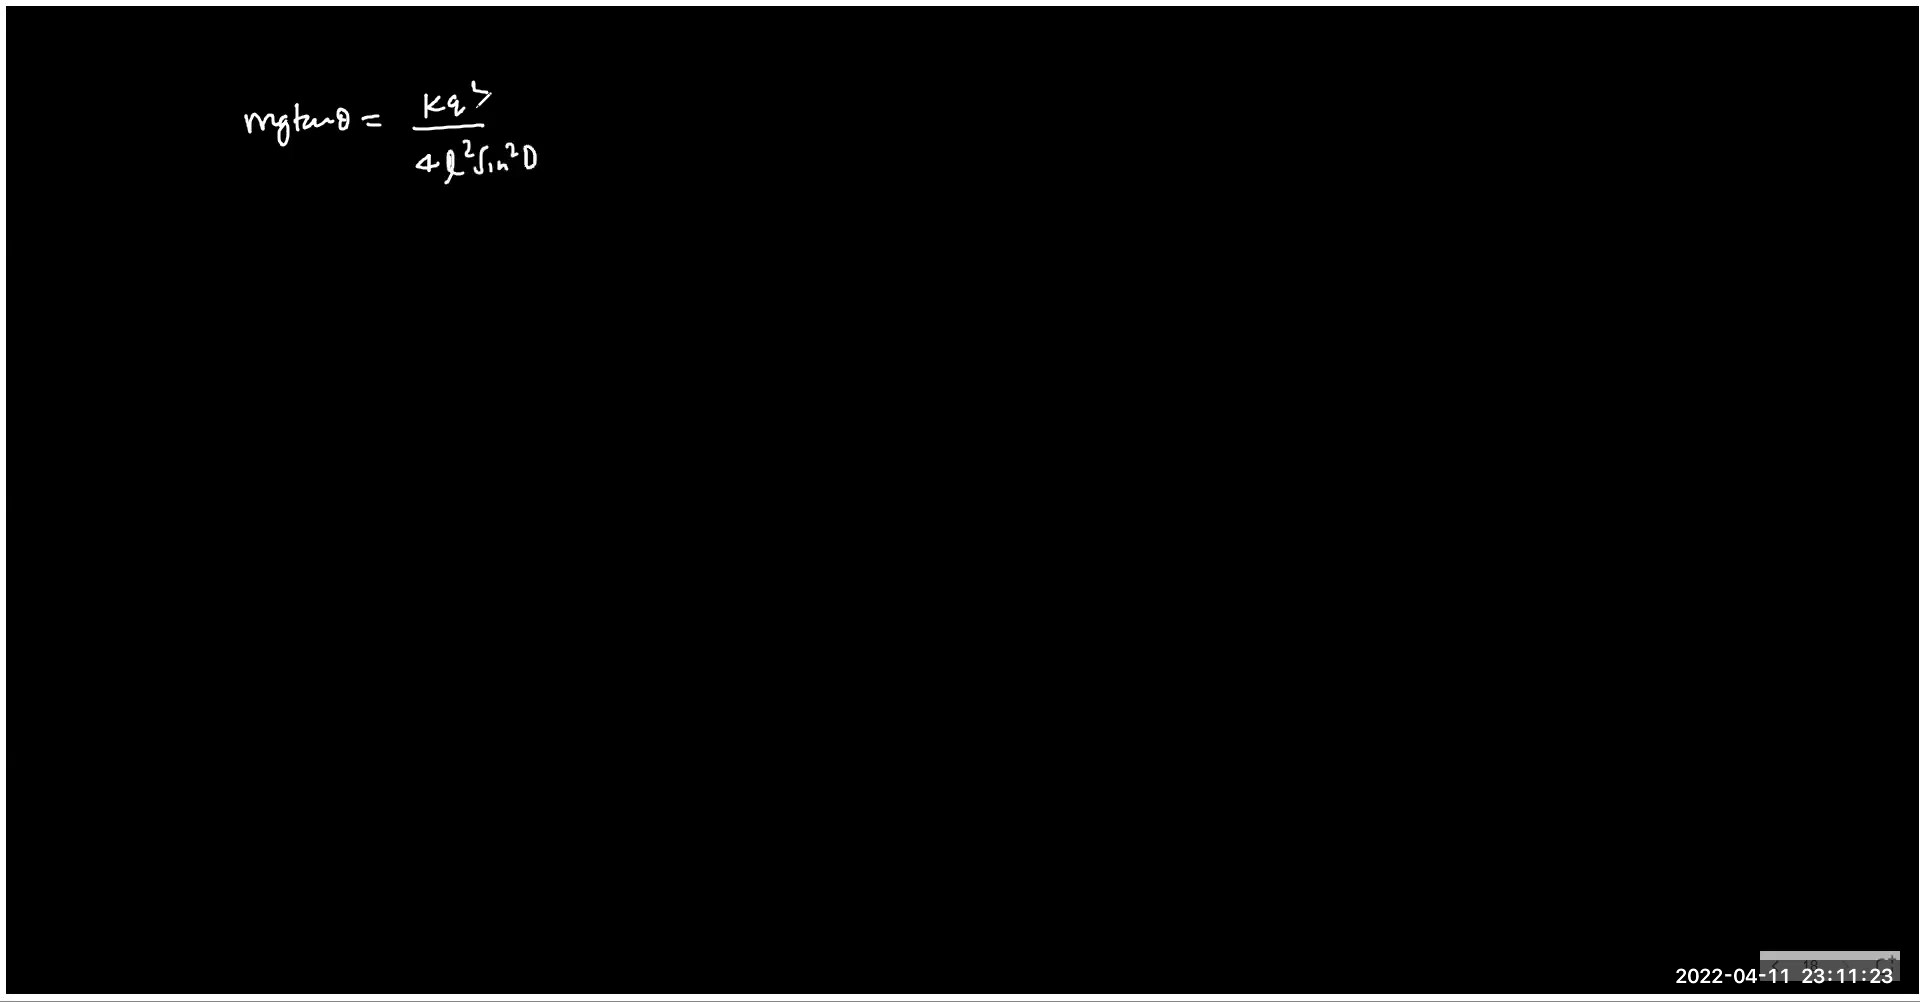 mg tanθ = Kq² / 4l²Sin²θ
2022-04-11 23:11:23